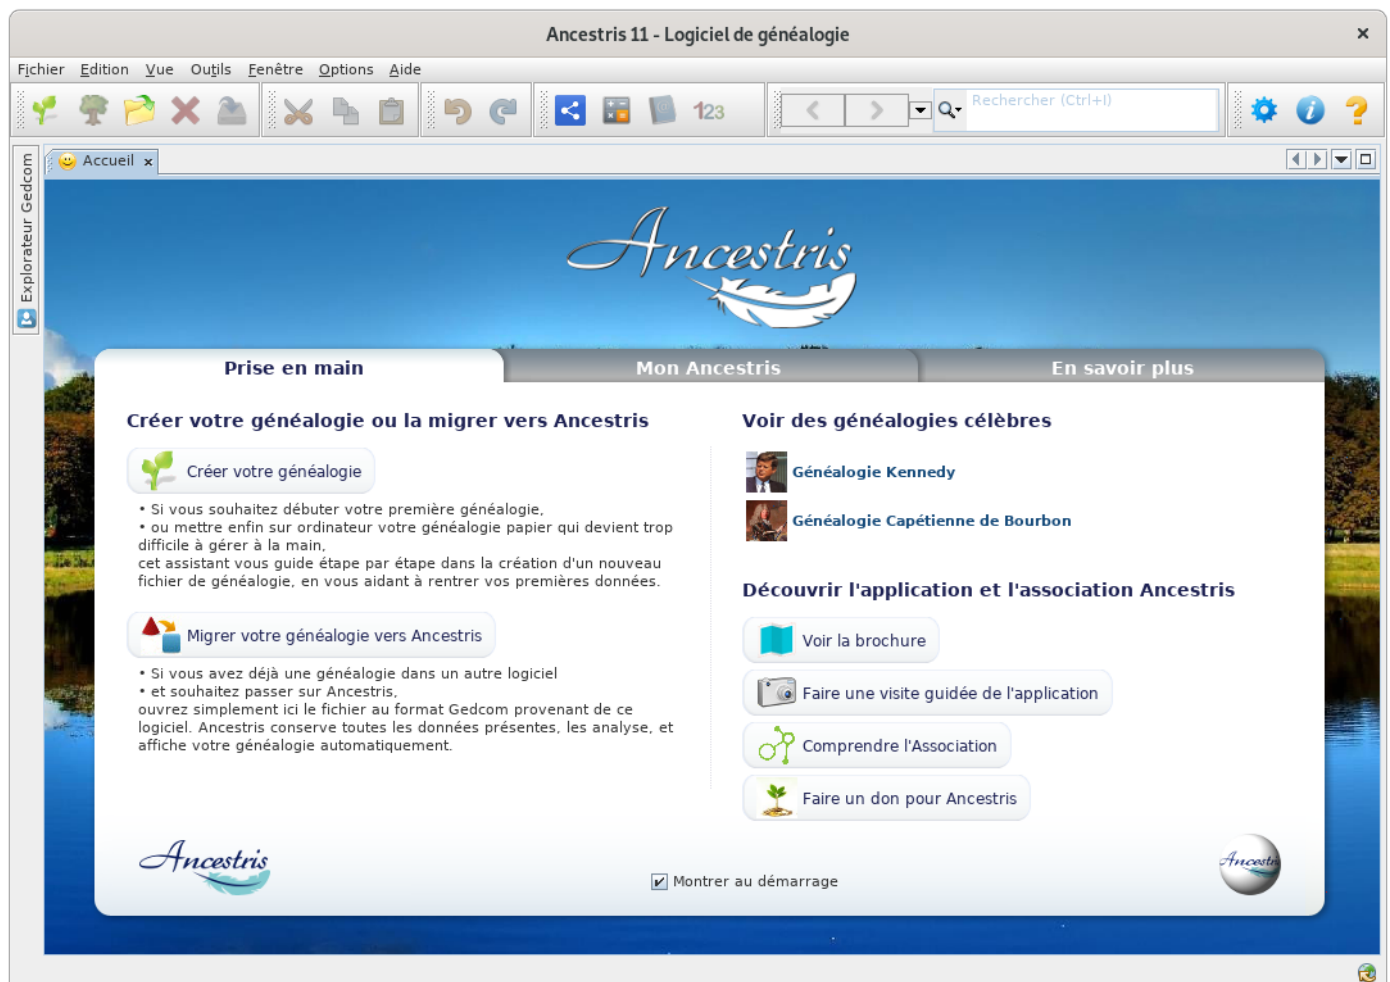 Ancestris 11 - Logiciel de généalogie
Fichier Edition Vue Outils Fenêtre Options Aide
123
Rechercher (Ctrl+I)
Explorateur Gedcom
Accueil
Ancestris
Prise en main
Mon Ancestris
En savoir plus
Créer votre généalogie ou la migrer vers Ancestris
Créer votre généalogie
• Si vous souhaitez débuter votre première généalogie,
• ou mettre enfin sur ordinateur votre généalogie papier qui devient trop
difficile à gérer à la main,
cet assistant vous guide étape par étape dans la création d'un nouveau
fichier de généalogie, en vous aidant à rentrer vos premières données.
Migrer votre généalogie vers Ancestris
• Si vous avez déjà une généalogie dans un autre logiciel
• et souhaitez passer sur Ancestris,
ouvrez simplement ici le fichier au format Gedcom provenant de ce
logiciel. Ancestris conserve toutes les données présentes, les analyse, et
affiche votre généalogie automatiquement.
Voir des généalogies célèbres
Généalogie Kennedy
Généalogie Capétienne de Bourbon
Découvrir l'application et l'association Ancestris
Voir la brochure
Faire une visite guidée de l'application
Comprendre l'Association
Faire un don pour Ancestris
Ancestris
Montrer au démarrage
Ancestris